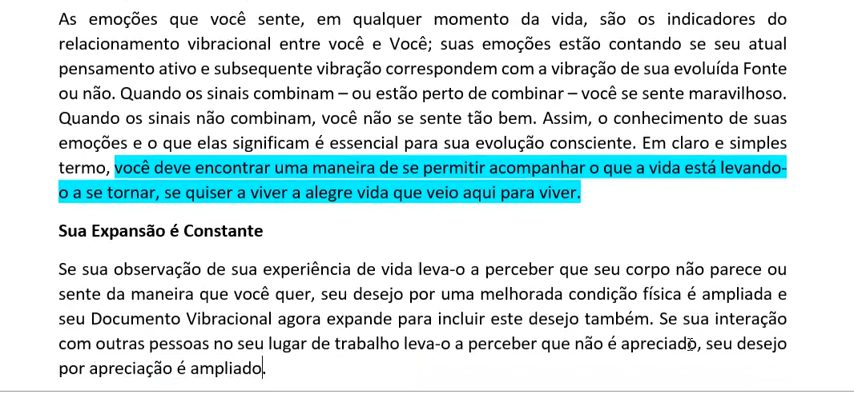 As emoções que você sente, em qualquer momento da vida, são os indicadores do
relacionamento vibracional entre você e Você; suas emoções estão contando se seu atual
pensamento ativo e subsequente vibração correspondem com a vibração de sua evoluída Fonte
ou não. Quando os sinais combinam – ou estão perto de combinar – você se sente maravilhoso.
Quando os sinais não combinam, você não se sente tão bem. Assim, o conhecimento de suas
emoções e o que elas significam é essencial para sua evolução consciente. Em claro e simples
termo, você deve encontrar uma maneira de se permitir acompanhar o que a vida está levando-
o a se tornar, se quiser a viver a alegre vida que veio aqui para viver.
Sua Expansão é Constante
Se sua observação de sua experiência de vida leva-o a perceber que seu corpo não parece ou
sente da maneira que você quer, seu desejo por uma melhorada condição física é ampliada e
seu Documento Vibracional agora expande para incluir este desejo também. Se sua interação
com outras pessoas no seu lugar de trabalho leva-o a perceber que não é apreciado, seu desejo
por apreciação é ampliado.